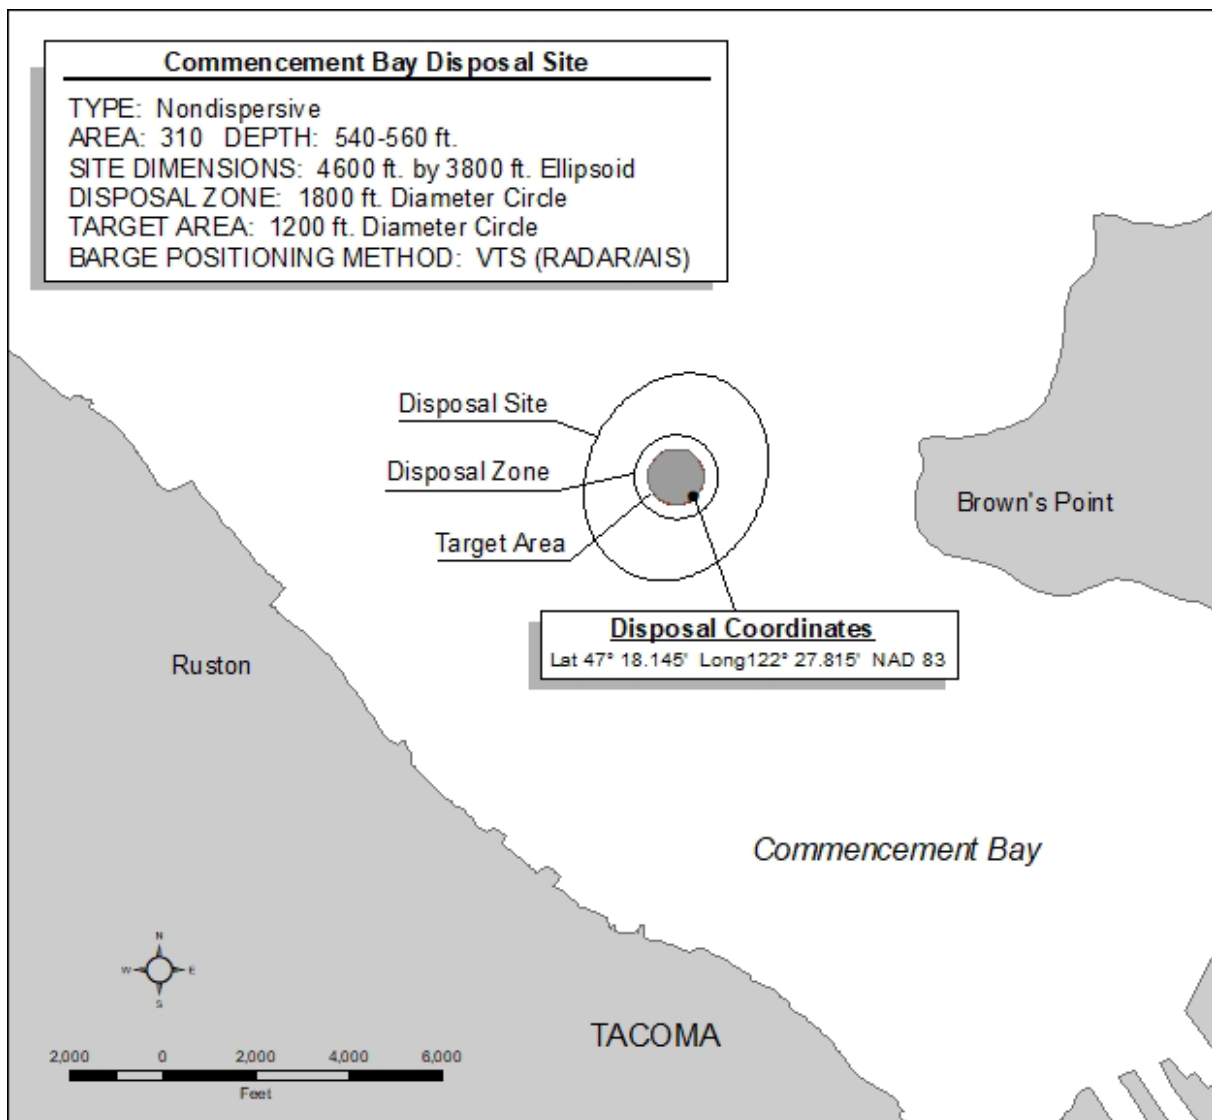 Commencement Bay Disposal Site
TYPE: Nondispersive
AREA: 310 DEPTH: 540-560 ft.
SITE DIMENSIONS: 4600 ft. by 3800 ft. Ellipsoid
DISPOSAL ZONE: 1800 ft. Diameter Circle
TARGET AREA: 1200 ft. Diameter Circle
BARGE POSITIONING METHOD: VTS (RADAR/AIS)
Disposal Site
Disposal Zone
Target Area
Brown's Point
Disposal Coordinates
Lat 47° 18.145' Long122° 27.815' NAD 83
Ruston
Commencement Bay
N
W E
S
TACOMA
2,000 0 2,000 4,000 6,000
Feet